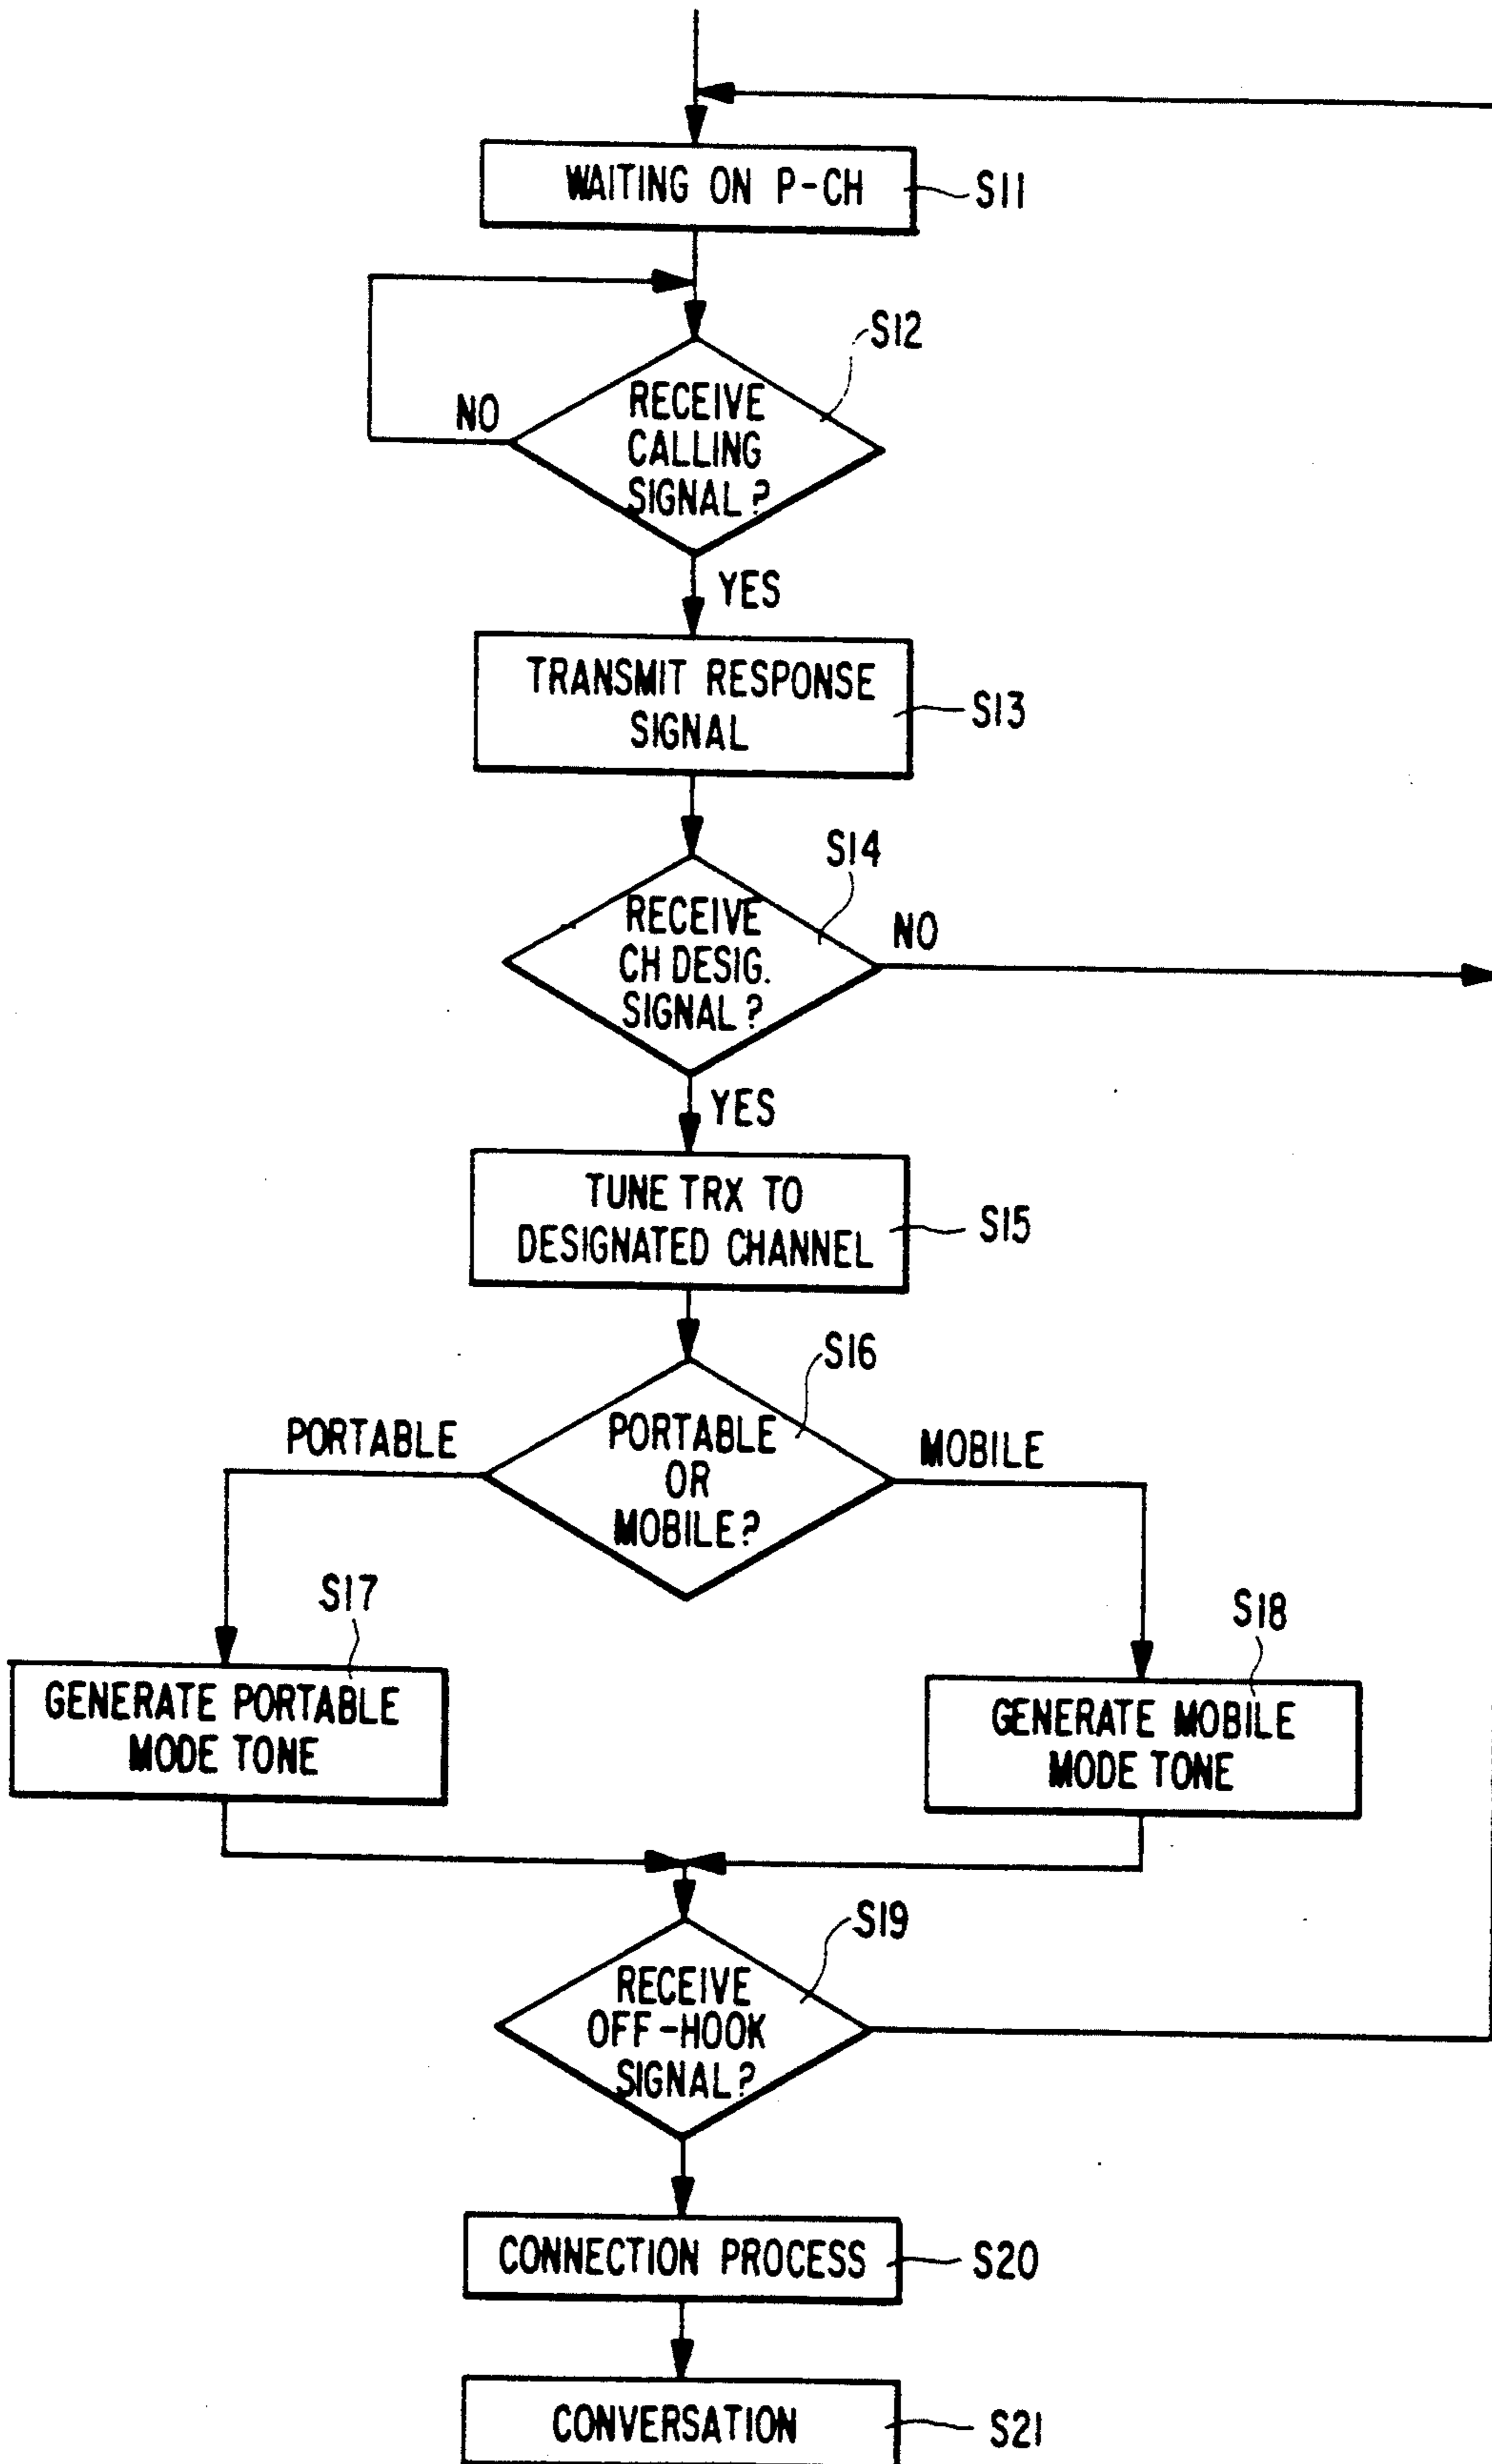 WAITING ON P-CH
S11
S12
NO
RECEIVE
CALLING
SIGNAL?
YES
TRANSMIT RESPONSE
SIGNAL
S13
S14
RECEIVE
CH DESIG.
SIGNAL?
NO
YES
TUNE TRX TO
DESIGNATED CHANNEL
S15
S16
PORTABLE
PORTABLE
OR
MOBILE?
MOBILE
S17
GENERATE PORTABLE
MODE TONE
S18
GENERATE MOBILE
MODE TONE
S19
RECEIVE
OFF-HOOK
SIGNAL?
CONNECTION PROCESS
S20
CONVERSATION
S21